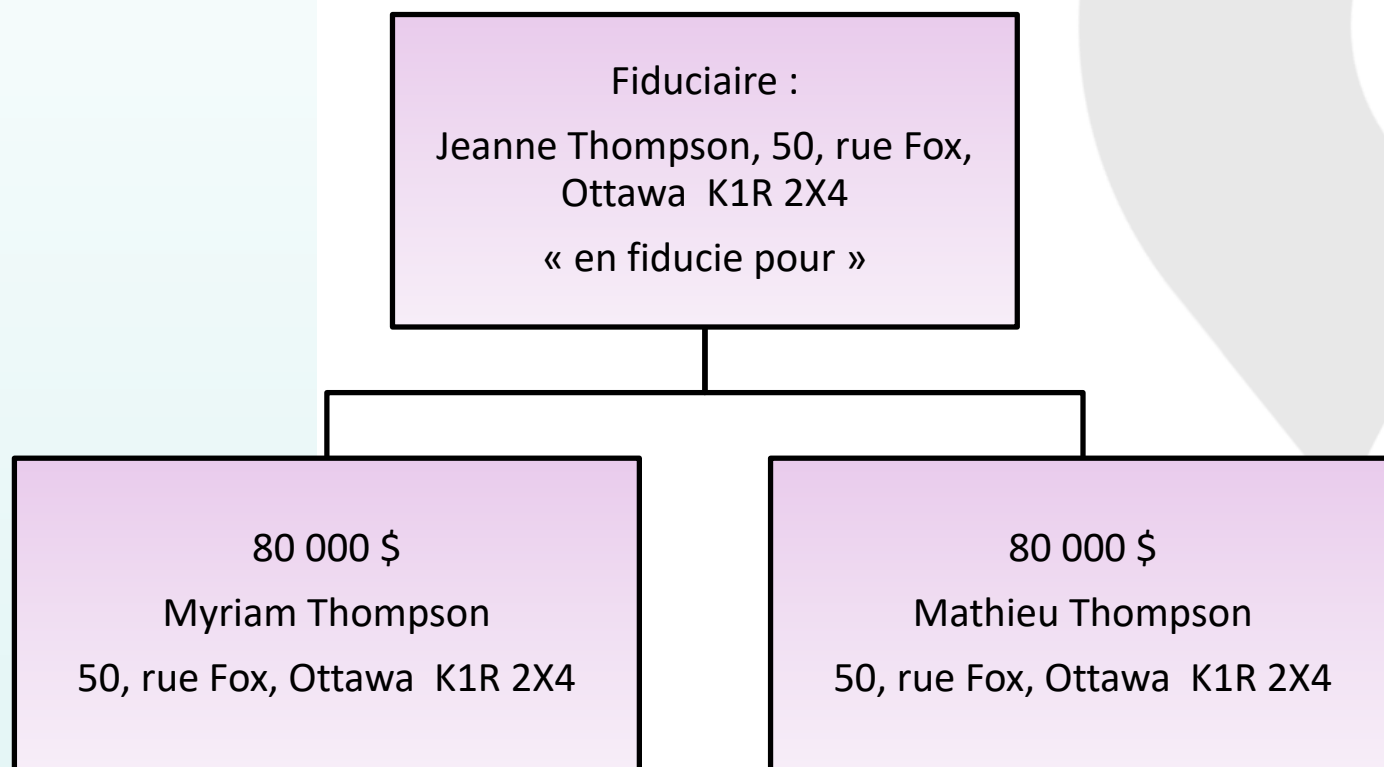 Fiduciaire :
Jeanne Thompson, 50, rue Fox,
Ottawa  K1R 2X4
« en fiducie pour »
80 000 $
Myriam Thompson
50, rue Fox, Ottawa  K1R 2X4
80 000 $
Mathieu Thompson
50, rue Fox, Ottawa  K1R 2X4